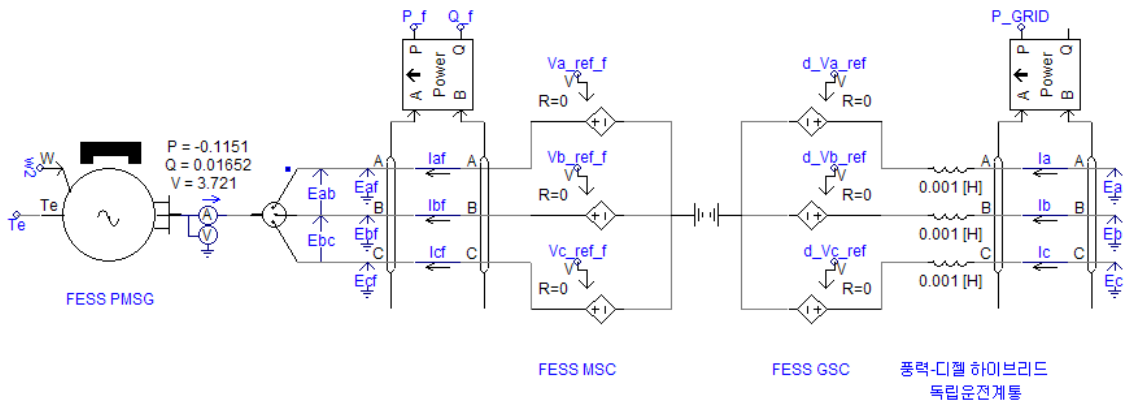 P_f Q_f P_GRID
P Q P Q
Power Power
A B A B
Va_ref_f d_Va_ref
V V
R=0 R=0
P = -0.1151
Q = 0.01652
V = 3.721
W
w2
Te Te
A
V
Eab
Ebc
A Iaf A
Eaf
Vb_ref_f d_Vb_ref
V V
R=0 R=0
B Ibf B
Ebf
C Icf C
Ecf
Vc_ref_f d_Vc_ref
V V
R=0 R=0
0.001 [H]
0.001 [H]
0.001 [H]
A Ia A Ea
B Ib B Eb
C Ic C Ec
FESS PMSG
FESS MSC
FESS GSC
풍력-디젤 하이브리드
독립운전계통